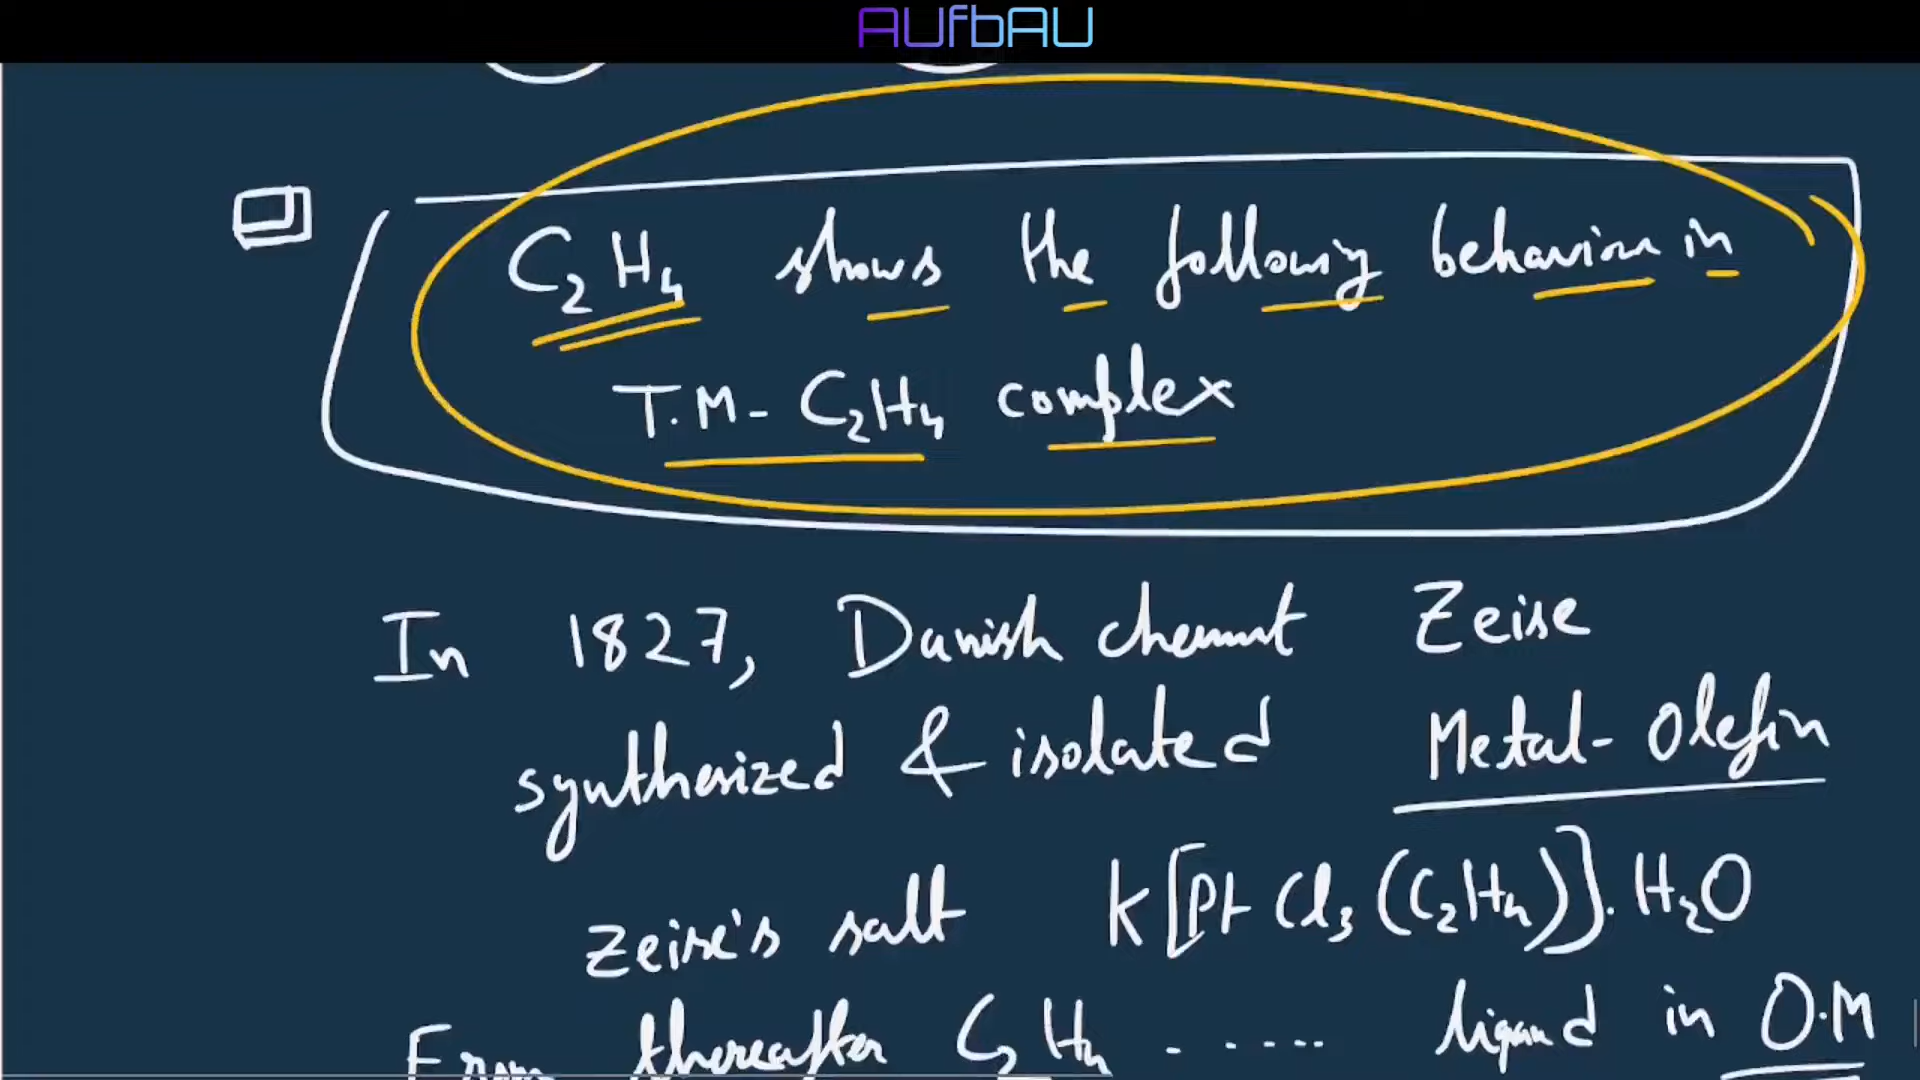 AUfbAU
C₂H₄ shows the following behaviour in
T.M - C₂H₄ complex
In 1827, Danish chemist Zeise
synthesized & isolated Metal-Olefin
Zeise's salt K[PtCl₃(C₂H₄)].H₂O
From thereafter C₂H₄ - ..... ligand in O.M